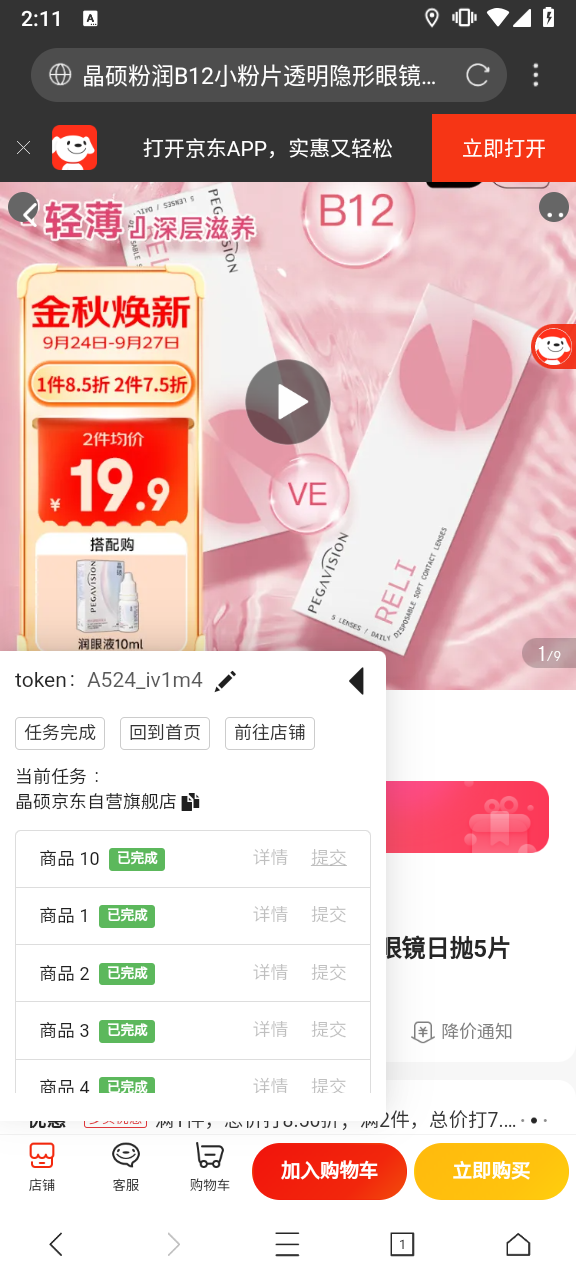 2:11
A
晶硕粉润B12小粉片透明隐形眼镜...
打开京东APP，实惠又轻松
立即打开
轻薄』深层滋养
B12
金秋焕新
9月24日-9月27日
1件8.5折 2件7.5折
2件均价
¥19.9
搭配购
PEGAVISION
润眼液10ml
VE
PEGAVISION
RELI
5 LENSES / DAILY DISPOSABLE SOFT CONTACT LENSES
1/9
token： A524_iv1m4
任务完成
回到首页
前往店铺
当前任务：
晶硕京东自营旗舰店
商品 10 已完成 详情 提交
商品 1 已完成 详情 提交
商品 2 已完成 详情 提交
商品 3 已完成 详情 提交
商品 4 已完成 详情 提交
眼镜日抛5片
降价通知
优惠 多买优惠 满1件，总价打8.50折；满2件，总价打7....
店铺
客服
购物车
加入购物车
立即购买
1